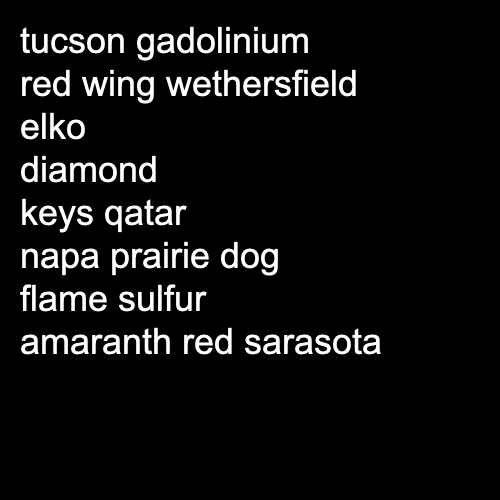 tucson gadolinium
red wing wethersfield
elko
diamond
keys qatar
napa prairie dog
flame sulfur
amaranth red sarasota